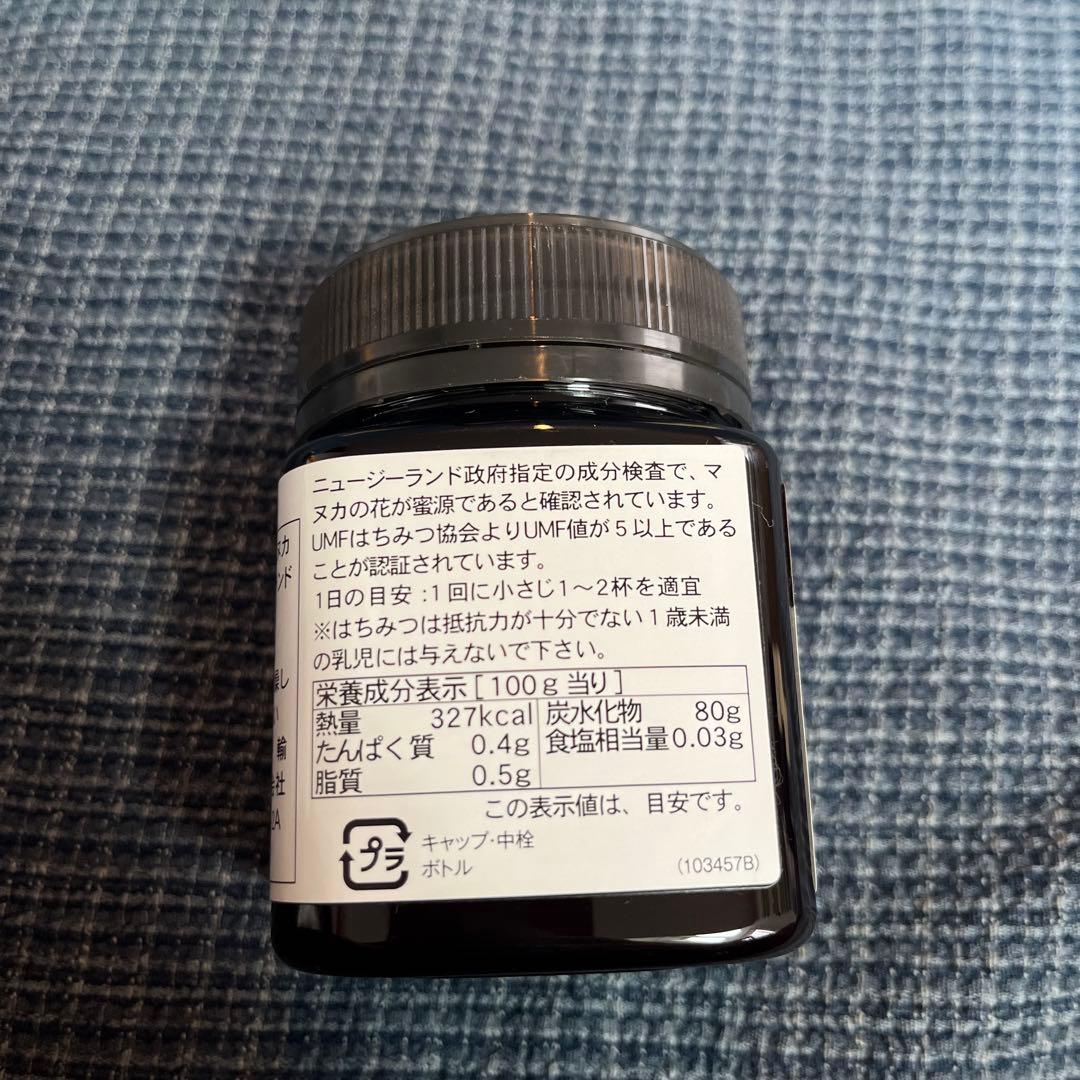 ニュージーランド政府指定の成分検査で、マ
ヌカの花が蜜源であると確認されています。
UMFはちみつ協会よりUMF値が5以上である
ことが認証されています。
1日の目安:1回に小さじ1〜2杯を適宜
※はちみつは抵抗力が十分でない1歳未満
の乳児には与えないで下さい。
栄養成分表示[100g当り]
熱量 327kcal 炭水化物 80g
たんぱく質 0.4g 食塩相当量0.03g
脂質 0.5g
この表示値は、目安です。
プラ
キャップ・中栓
ボトル
(103457B)